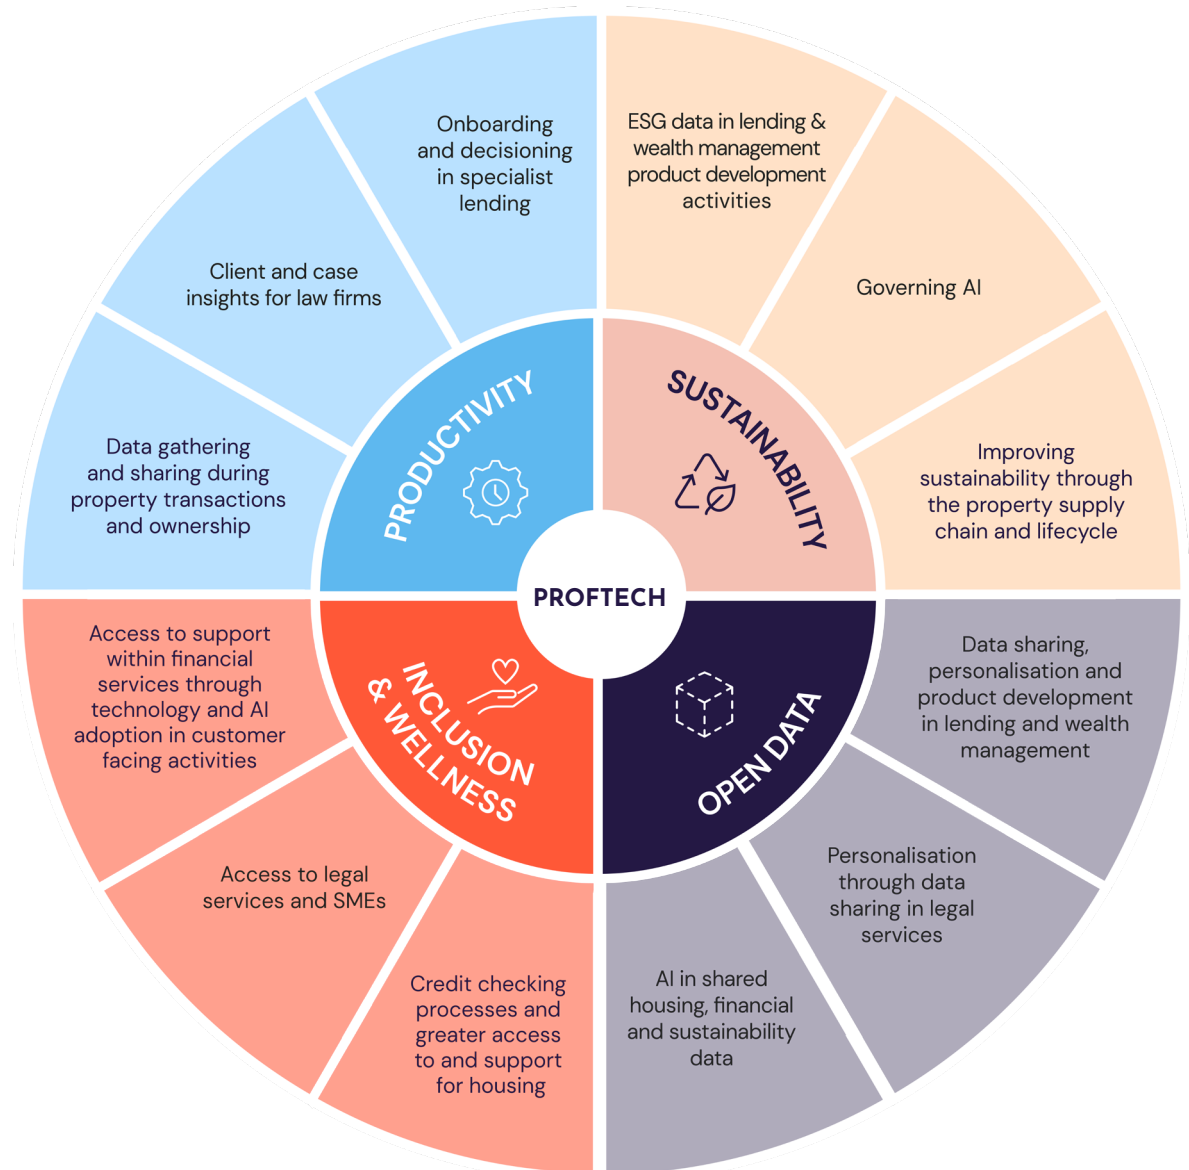 Onboarding
and decisioning
in specialist
lending
ESG data in lending &
wealth management
product development
activities
Client and case
insights for law firms
Governing AI
Data gathering
and sharing during
property transactions
and ownership
Improving
sustainability through
the property supply
chain and lifecycle
PRODUCTIVITY
SUSTAINABILITY
PROFTECH
INCLUSION
& WELLNESS
OPEN DATA
Access to support
within financial
services through
technology and AI
adoption in customer
facing activities
Data sharing,
personalisation and
product development
in lending and wealth
management
Access to legal
services and SMEs
Personalisation
through data
sharing in legal
services
Credit checking
processes and
greater access
to and support
for housing
AI in shared
housing, financial
and sustainability
data